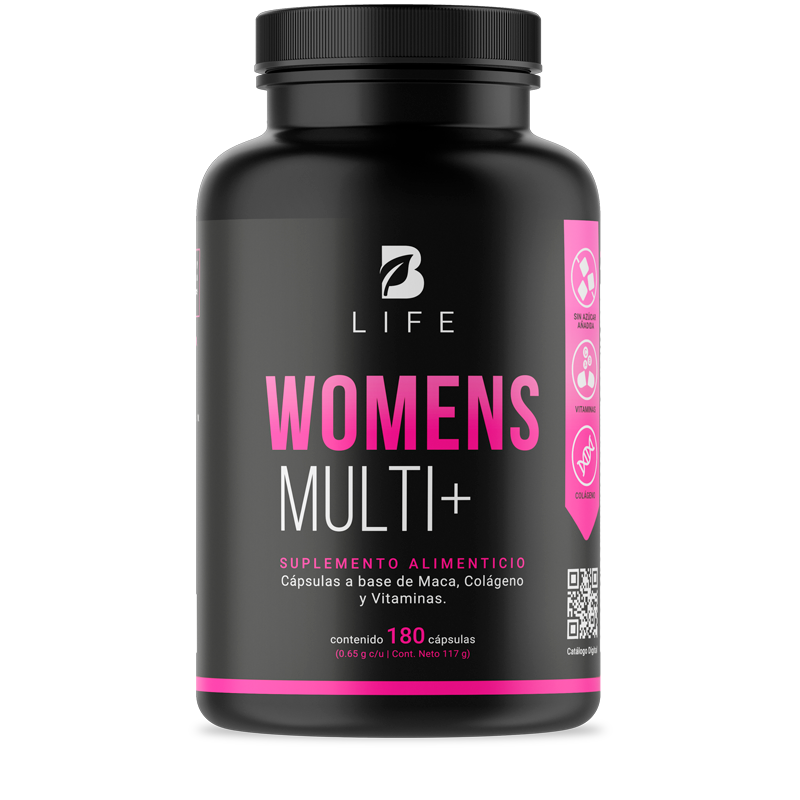 B
LIFE
WOMENS
MULTI+
SUPLEMENTO ALIMENTICIO
Cápsulas a base de Maca, Colágeno
y Vitaminas.
contenido 180 cápsulas
(0.65 g c/u | Cont. Neto 117 g)
SIN AZÚCAR
AÑADIDA
VITAMINAS
COLÁGENO
Catálogo Digital